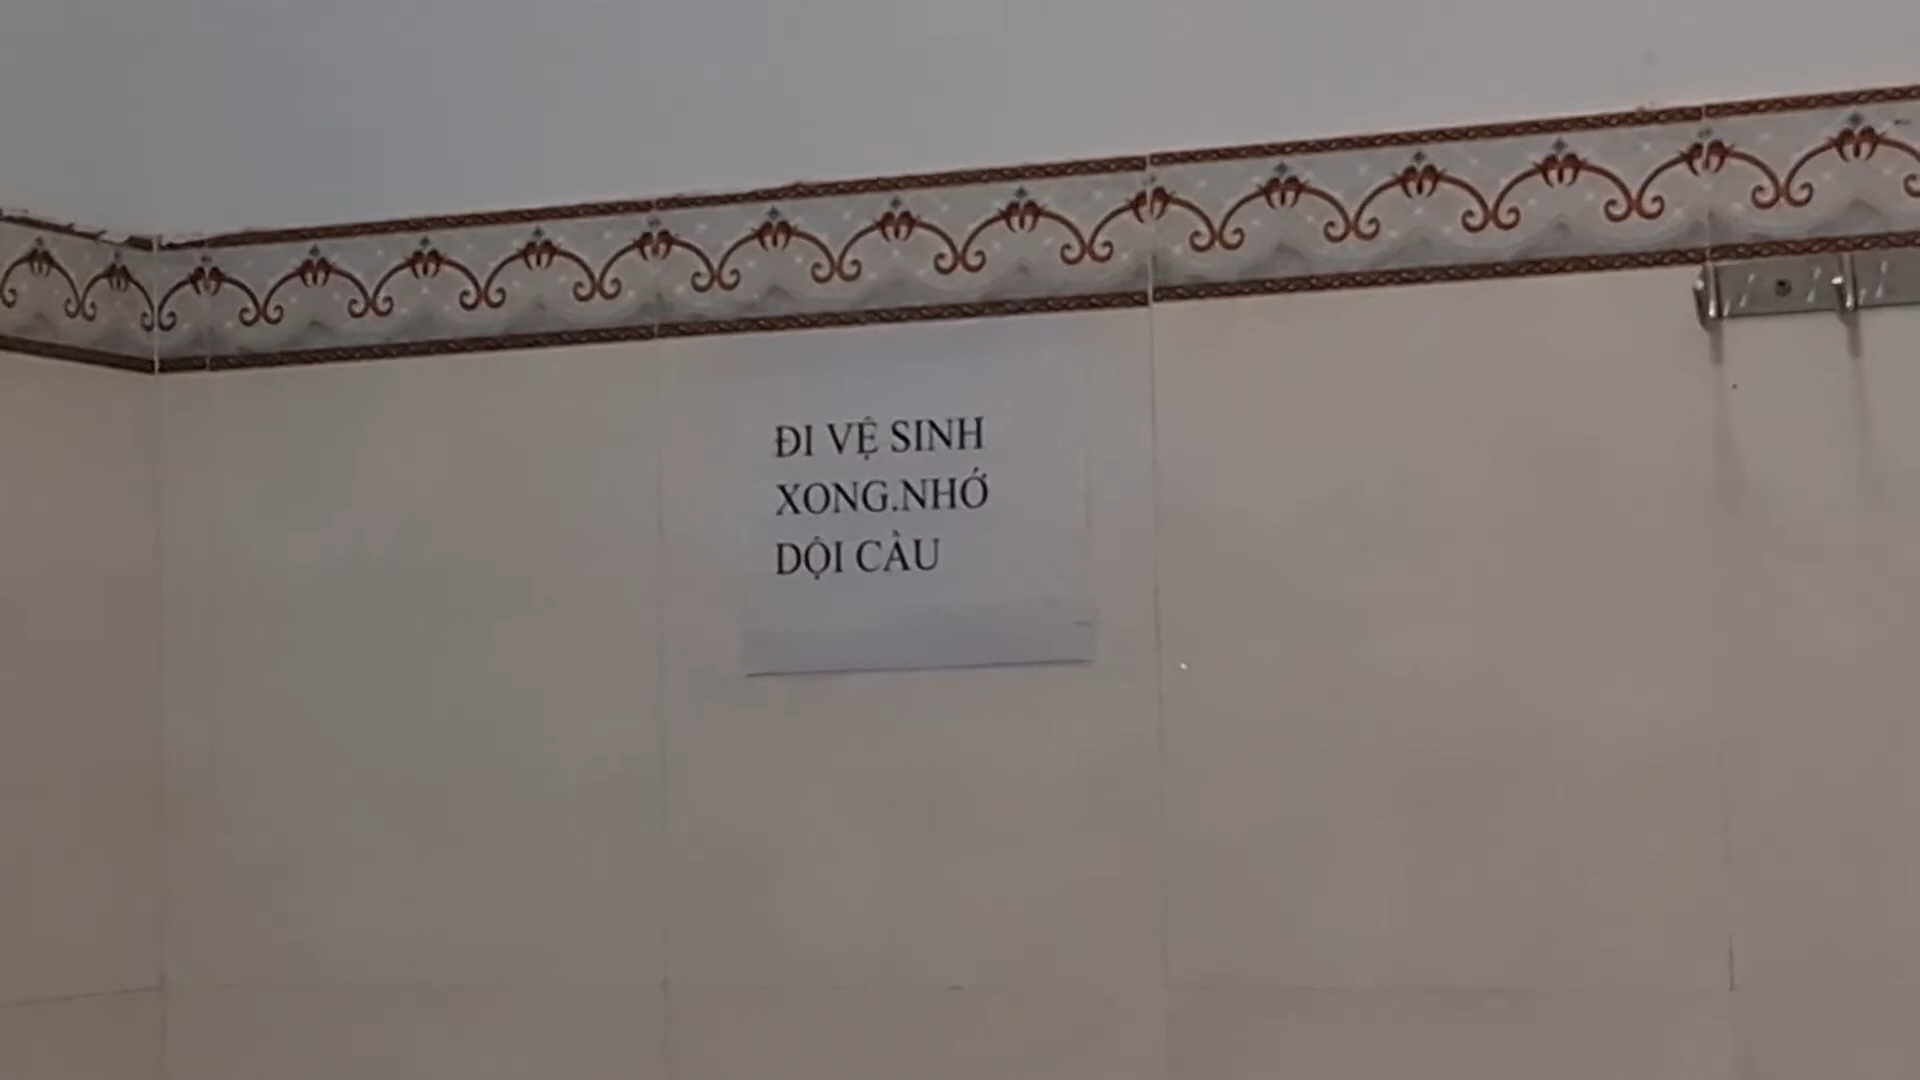 ĐI VỆ SINH
XONG.NHỚ
DỘI CẦU